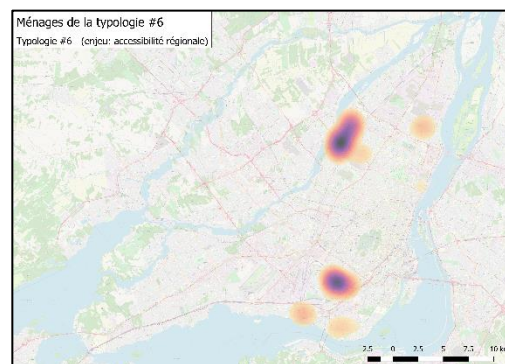 Ménages de la typologie #6
Typologie #6 (enjeu: accessibilité régionale)
2.5 0 2.5 5 7.5 10 km